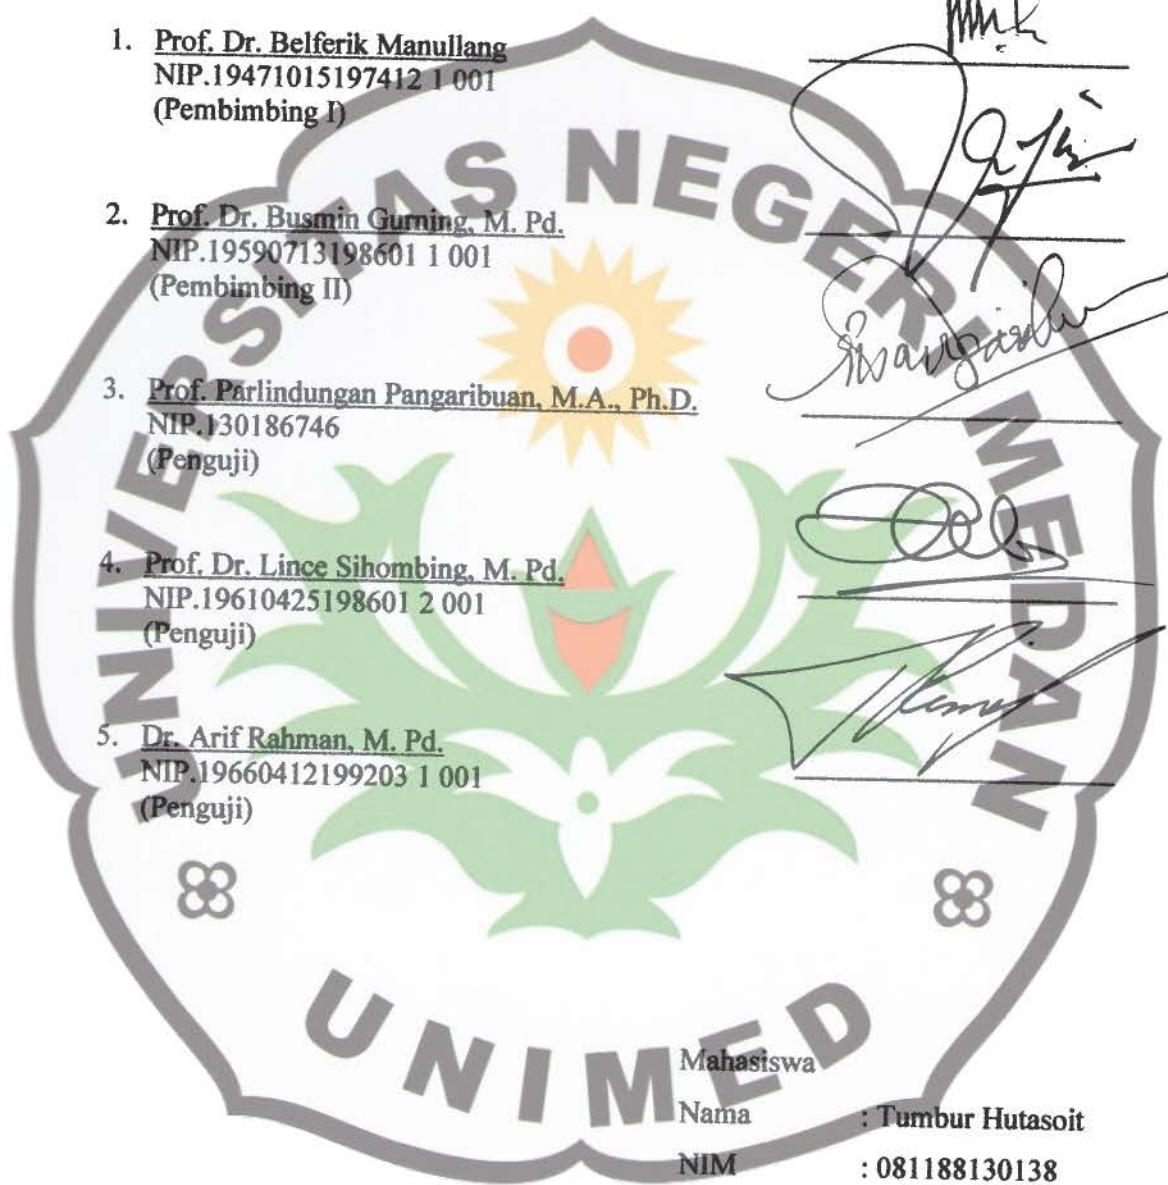 1. Prof. Dr. Belferik Manullang
NIP.19471015197412 1 001
(Pembimbing I)
2. Prof. Dr. Busmin Gurning, M. Pd.
NIP.19590713198601 1 001
(Pembimbing II)
3. Prof. Parlindungan Pangaribuan, M.A., Ph.D.
NIP.130186746
(Penguji)
4. Prof. Dr. Lince Sihombing, M. Pd.
NIP.19610425198601 2 001
(Penguji)
5. Dr. Arif Rahman, M. Pd.
NIP.19660412199203 1 001
(Penguji)
UNIVERSITAS NEGERI MEDAN
UNIMED
Mahasiswa
Nama : Tumbur Hutasoit
NIM : 081188130138